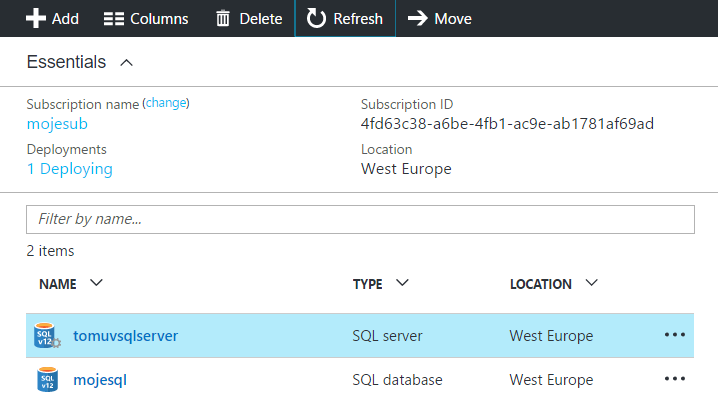 Add Columns Delete Refresh Move
Essentials
Subscription name (change) Subscription ID
mojesub 4fd63c38-a6be-4fb1-ac9e-ab1781af69ad
Deployments Location
1 Deploying West Europe
Filter by name...
2 items
NAME TYPE LOCATION
SQL v12 tomuvsqlserver SQL server West Europe
SQL v12 mojesql SQL database West Europe